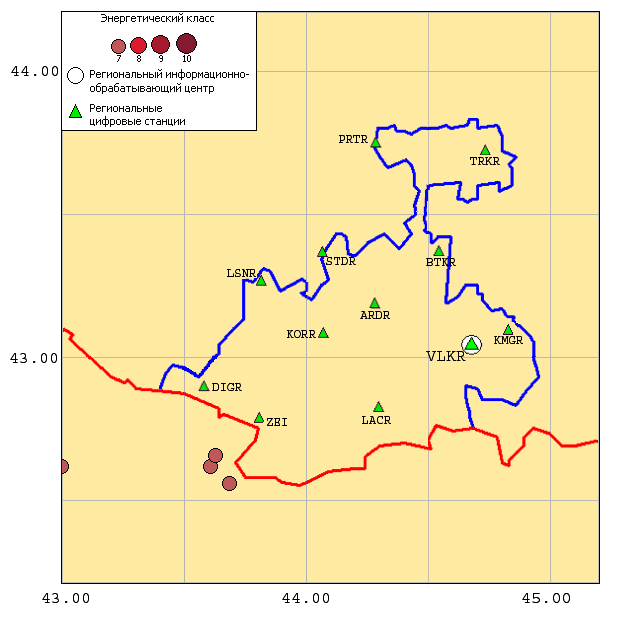 Энергетический класс
7 8 9 10
Региональный информационно-
обрабатывающий центр
Региональные
цифровые станции
44.00
PRTR
TRKR
STDR
BTKR
LSNR
ARDR
KORR
KMGR
VLKR
43.00
DIGR
ZEI
LACR
43.00 44.00 45.00